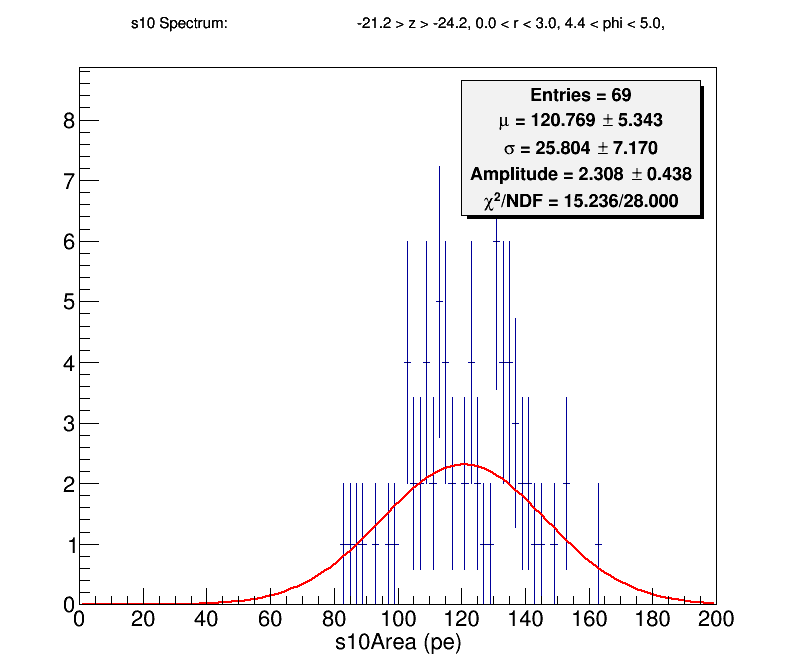 s10 Spectrum: -21.2 > z > -24.2, 0.0 < r < 3.0, 4.4 < phi < 5.0,
Entries = 69
μ = 120.769 ± 5.343
σ = 25.804 ± 7.170
Amplitude = 2.308 ± 0.438
χ²/NDF = 15.236/28.000
8
7
6
5
4
3
2
1
0
0 20 40 60 80 100 120 140 160 180 200
s10Area (pe)